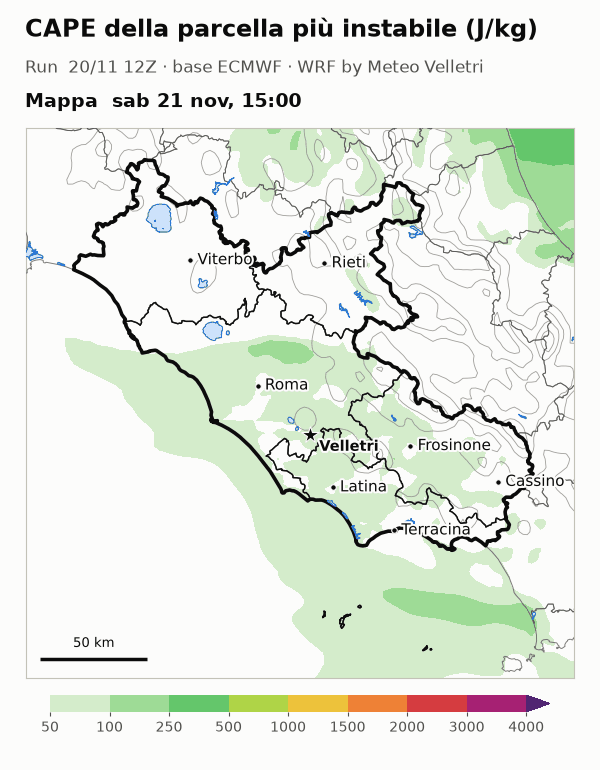 CAPE della parcella più instabile (J/kg)
Run  20/11 12Z · base ECMWF · WRF by Meteo Velletri
Mappa  sab 21 nov, 15:00
Viterbo
Rieti
Roma
Velletri
Frosinone
Cassino
Latina
Terracina
50 km
50 100 250 500 1000 1500 2000 3000 4000